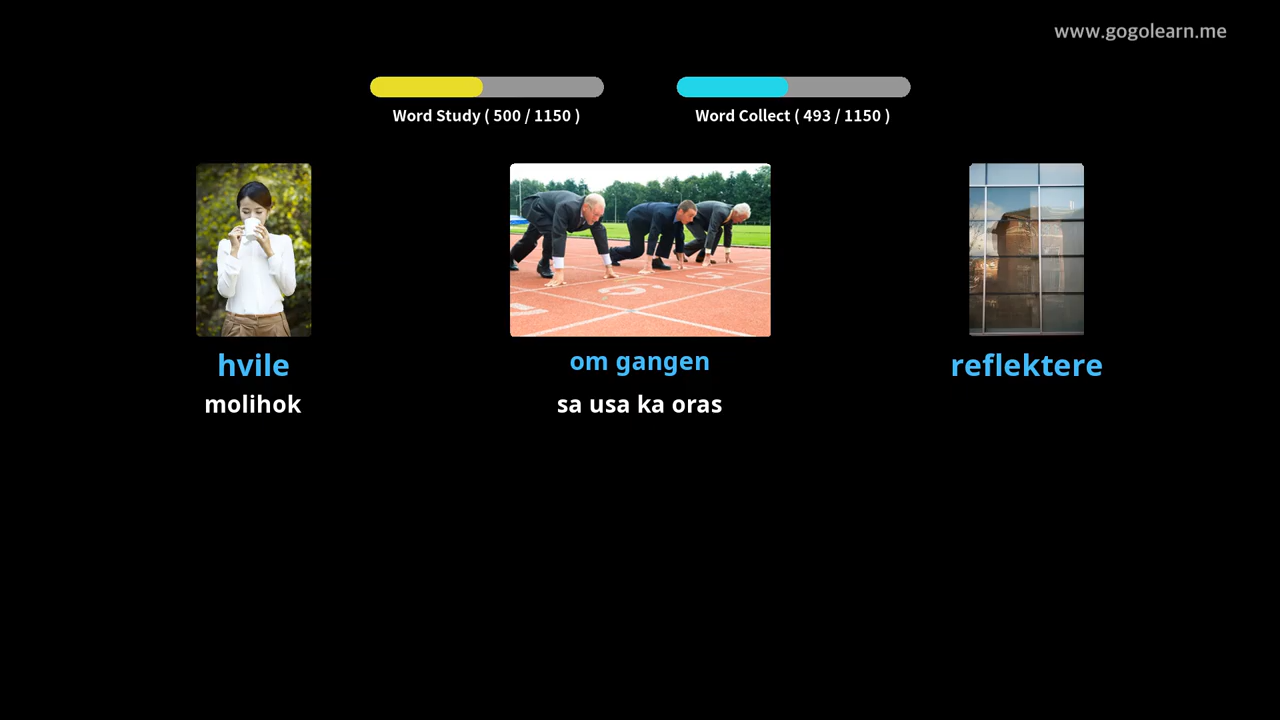 www.gogolearn.me
Word Study ( 500 / 1150 )
Word Collect ( 493 / 1150 )
hvile
molihok
om gangen
sa usa ka oras
reflektere